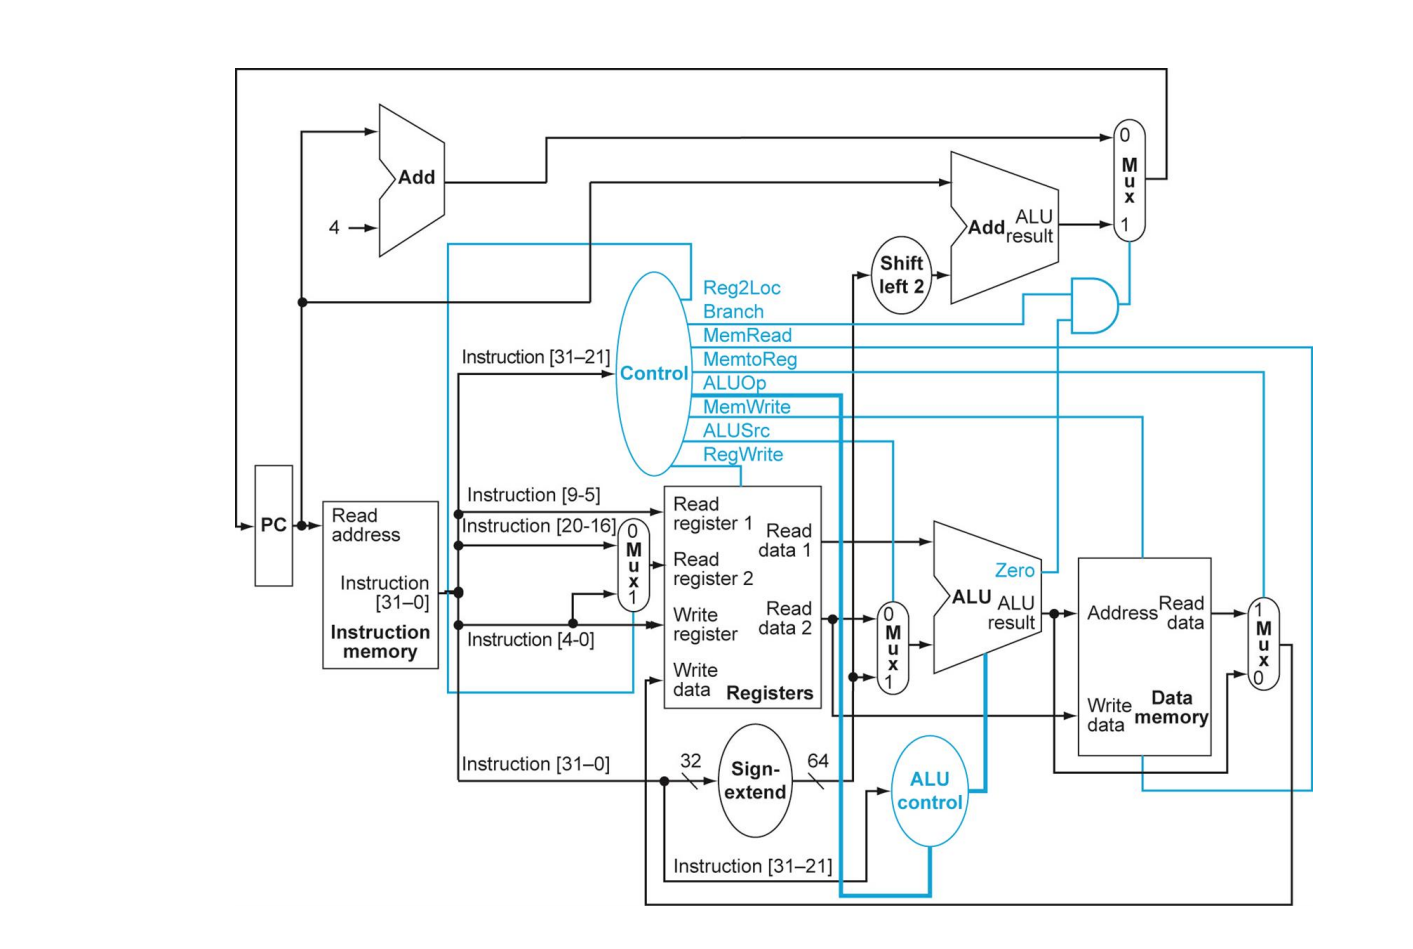 0
M
u
x
1
Add
4
Add
ALU
result
Shift
left 2
Reg2Loc
Branch
MemRead
MemtoReg
ALUOp
MemWrite
ALUSrc
RegWrite
Instruction [31–21]
Control
PC
Read
address
Instruction
[31–0]
Instruction
memory
Instruction [9-5]
Instruction [20-16]
Instruction [4-0]
0
M
u
x
1
Read
register 1
Read
register 2
Write
register
Write
data
Read
data 1
Read
data 2
Registers
0
M
u
x
1
Zero
ALU
ALU
result
Address
Read
data
Write
data
Data
memory
1
M
u
x
0
Instruction [31–0]
32
Sign-
extend
64
ALU
control
Instruction [31–21]